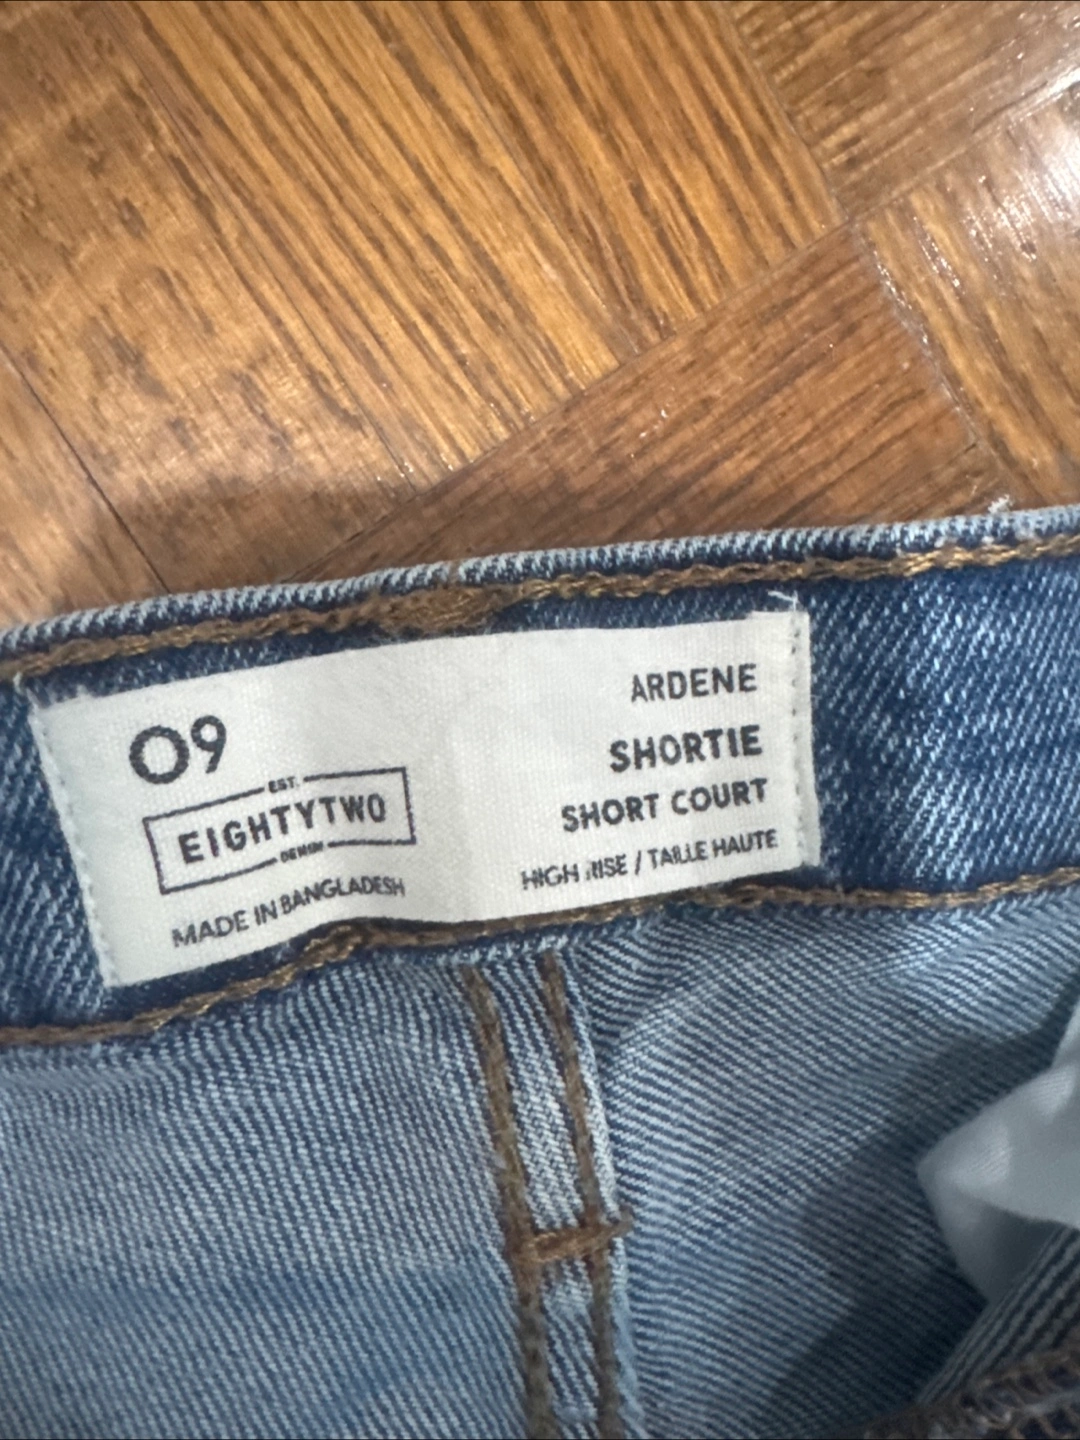 09
EST.
EIGHTYTWO
DENIM
MADE IN BANGLADESH
ARDENE
SHORTIE
SHORT COURT
HIGH RISE / TAILLE HAUTE